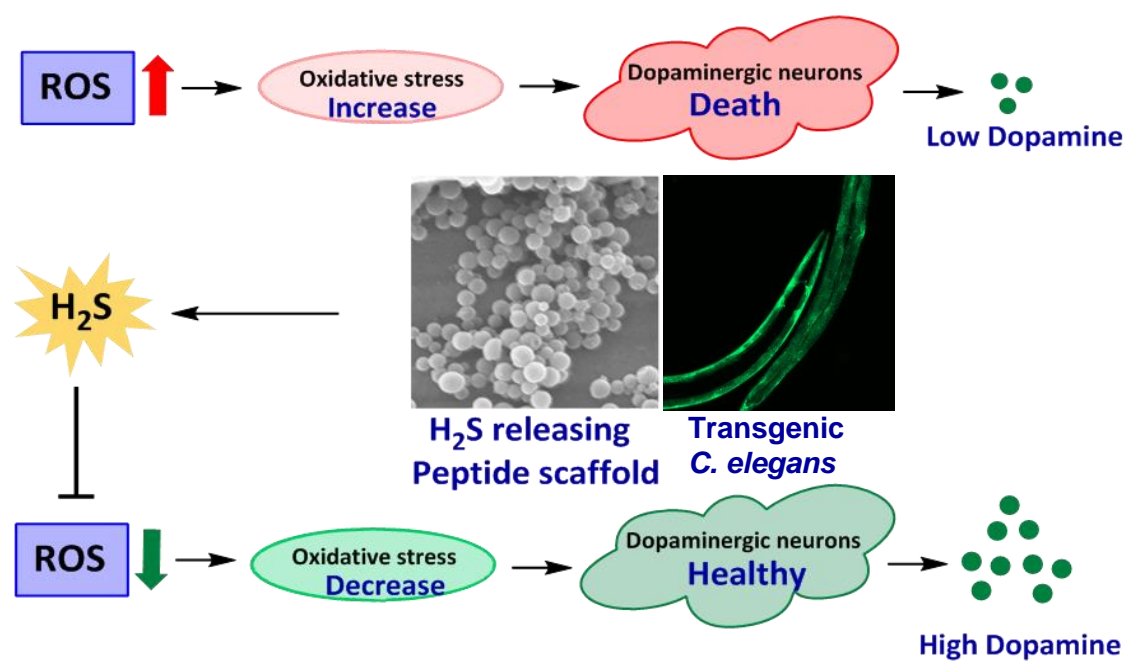 ROS
Oxidative stress
Increase
Dopaminergic neurons
Death
Low Dopamine
H₂S
H₂S releasing
Peptide scaffold
Transgenic
C. elegans
ROS
Oxidative stress
Decrease
Dopaminergic neurons
Healthy
High Dopamine